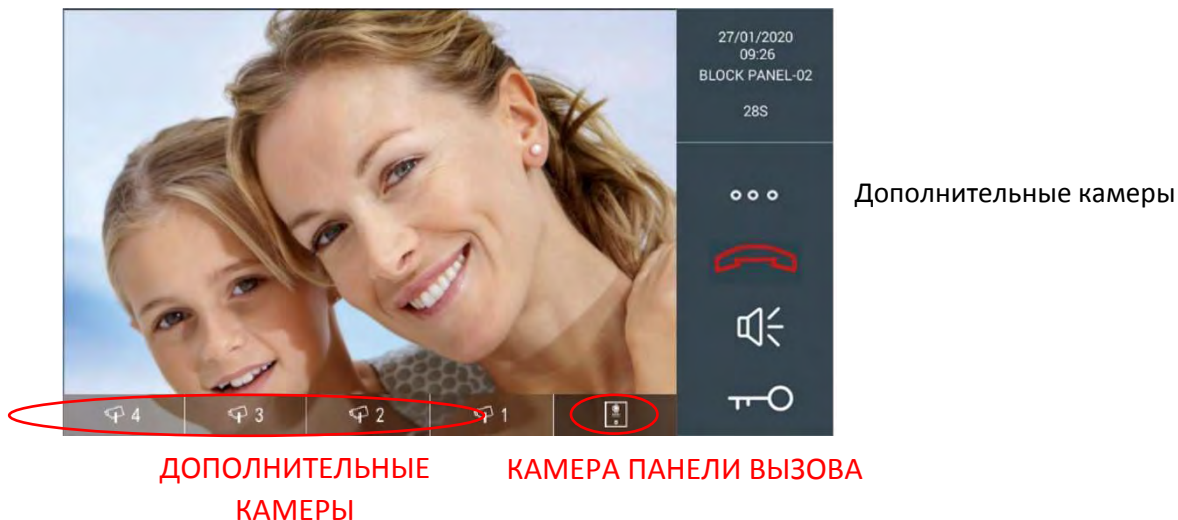 27/01/2020
09:26
BLOCK PANEL-02
28S
Дополнительные камеры
4 3 2 1
ДОПОЛНИТЕЛЬНЫЕ КАМЕРА ПАНЕЛИ ВЫЗОВА
КАМЕРЫ